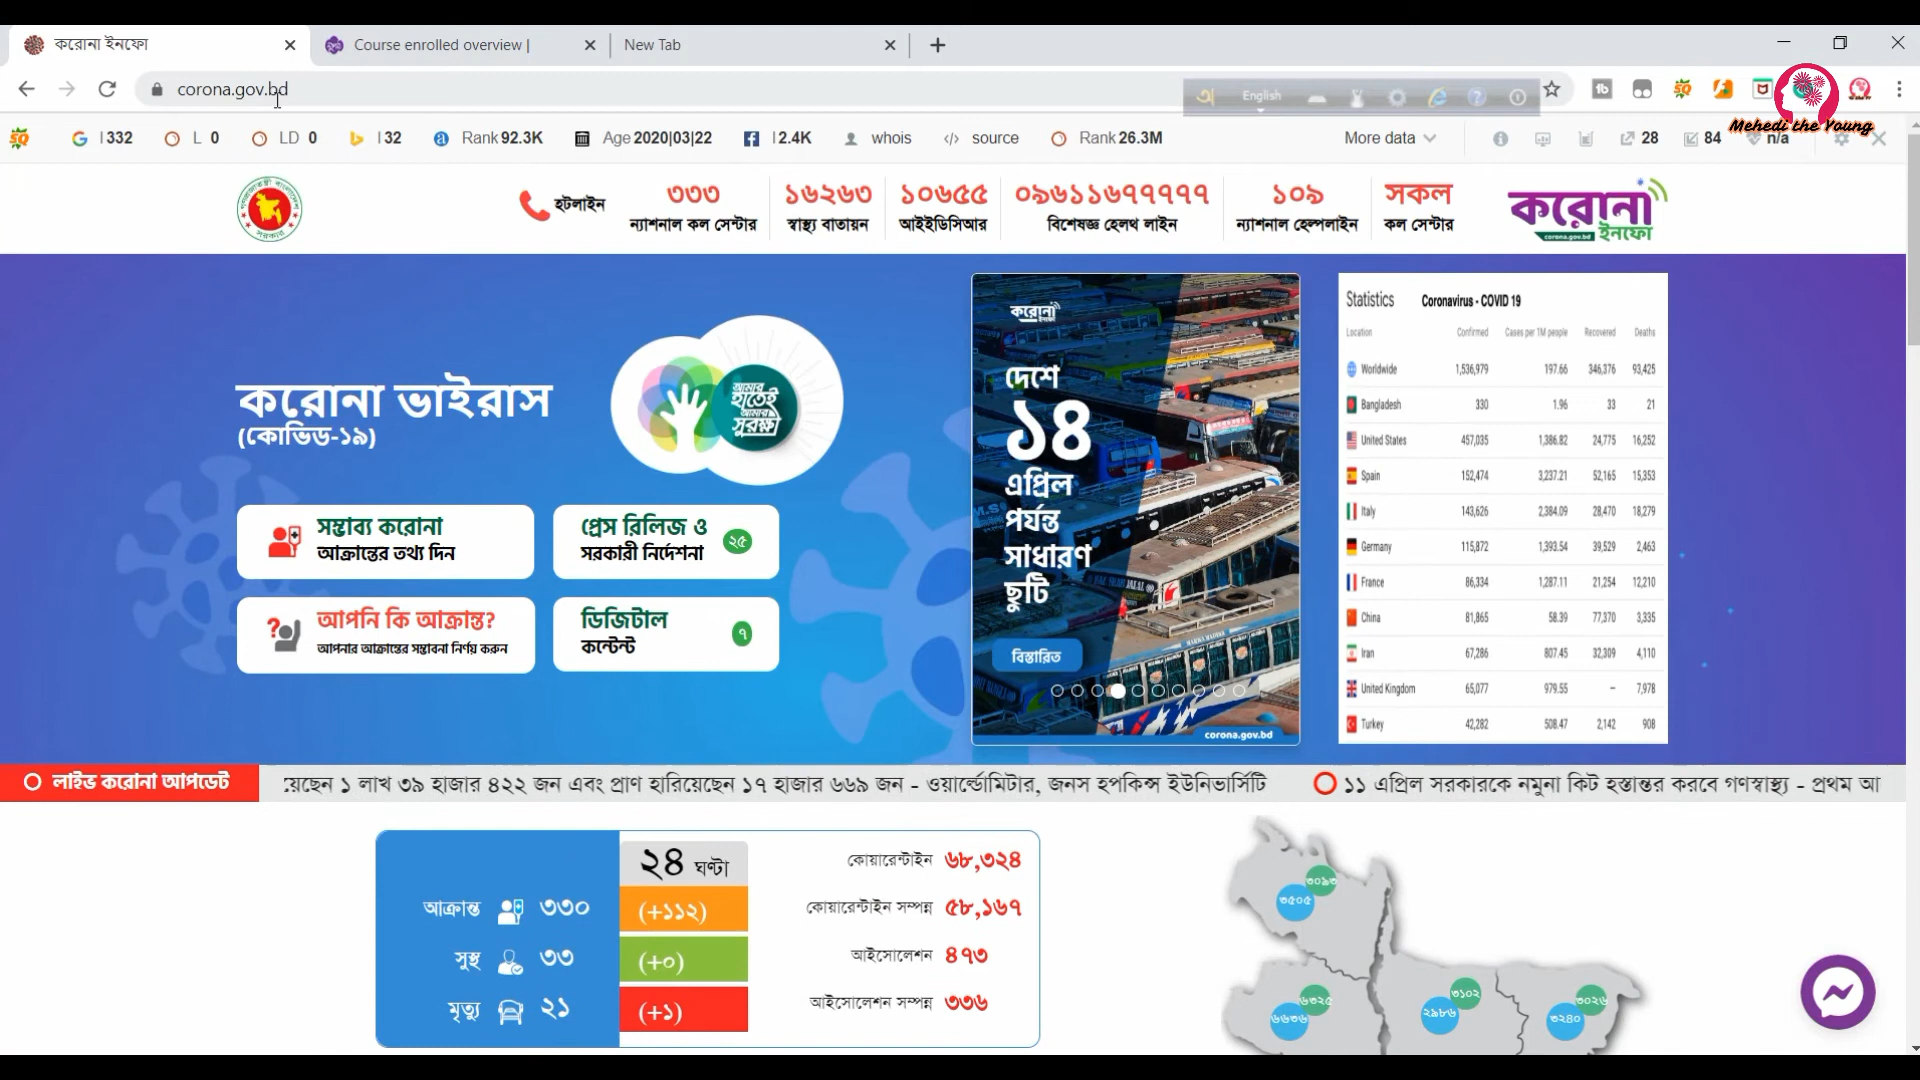 করোনা ইনফো
Course enrolled overview |
New Tab
corona.gov.bd
English
Mehedi the Young
I 332
L 0
LD 0
I 32
Rank 92.3K
Age 2020|03|22
I 2.4K
whois
source
Rank 26.3M
More data
28
84
n/a
হটলাইন
৩৩৩
ন্যাশনাল কল সেন্টার
১৬২৬৩
স্বাস্থ্য বাতায়ন
১০৬৫৫
আইইডিসিআর
০৯৬১১৬৭৭৭৭৭
বিশেষজ্ঞ হেলথ লাইন
১০৯
ন্যাশনাল হেল্পলাইন
সকল
কল সেন্টার
করোনা
corona.gov.bd ইনফো
করোনা ভাইরাস
(কোভিড-১৯)
আমার
হাতেই
আমার
সুরক্ষা
সম্ভাব্য করোনা
আক্রান্তের তথ্য দিন
প্রেস রিলিজ ও
সরকারী নির্দেশনা
২৫
আপনি কি আক্রান্ত?
আপনার আক্রান্তের সম্ভাবনা নির্ণয় করুন
ডিজিটাল
কন্টেন্ট
৭
করোনা
দেশে
১৪
এপ্রিল
পর্যন্ত
সাধারণ
ছুটি
বিস্তারিত
corona.gov.bd
Statistics Coronavirus - COVID 19
Location Confirmed Cases per 1M people Recovered Deaths
Worldwide 1,536,979 197.66 346,376 93,425
Bangladesh 330 1.96 33 21
United States 457,035 1,386.82 24,775 16,252
Spain 152,474 3,237.21 52,165 15,353
Italy 143,626 2,384.09 28,470 18,279
Germany 115,872 1,393.54 39,529 2,463
France 86,334 1,287.11 21,254 12,210
China 81,865 58.39 77,370 3,335
Iran 67,286 807.45 32,309 4,110
United Kingdom 65,077 979.55 – 7,978
Turkey 42,282 508.47 2,142 908
লাইভ করোনা আপডেট
য়েছেন ১ লাখ ৩৯ হাজার ৪২২ জন এবং প্রাণ হারিয়েছেন ১৭ হাজার ৬৬৯ জন - ওয়ার্ল্ডোমিটার, জনস হপকিন্স ইউনিভার্সিটি
১১ এপ্রিল সরকারকে নমুনা কিট হস্তান্তর করবে গণস্বাস্থ্য - প্রথম আ
২৪ ঘণ্টা
আক্রান্ত ৩৩০ (+১১২)
সুস্থ ৩৩ (+০)
মৃত্যু ২১ (+১)
কোয়ারেন্টাইন ৬৮,৩২৪
কোয়ারেন্টাইন সম্পন্ন ৫৮,১৬৭
আইসোলেশন ৪৭৩
আইসোলেশন সম্পন্ন ৩৩৬
৩০৯৩
৩৫০৫
৬৩২৫
৬৬৩৬
৩১০২
২৯৮৬
৩০২৬
৩২৪০